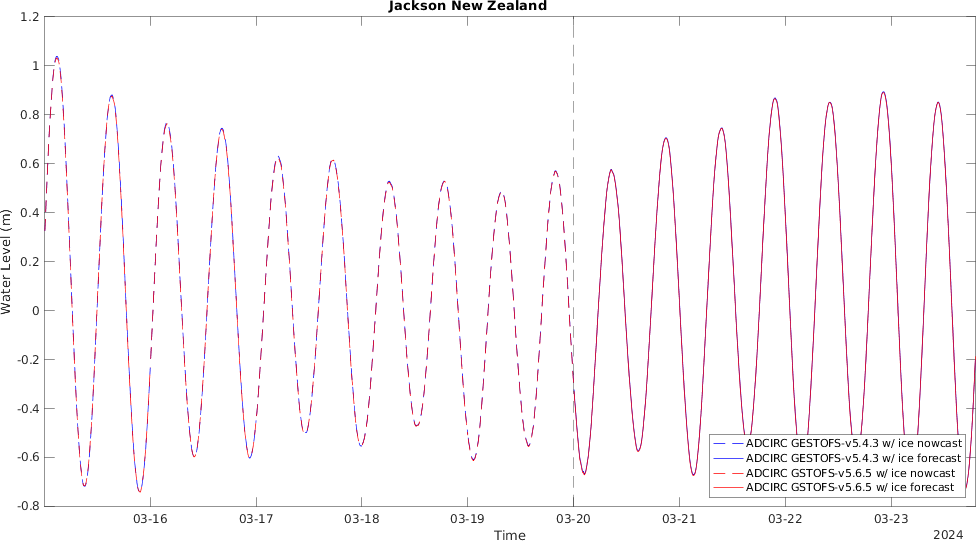 Jackson New Zealand
1.2
1
0.8
0.6
0.4
0.2
0
-0.2
-0.4
-0.6
-0.8
Water Level (m)
ADCIRC GESTOFS-v5.4.3 w/ ice nowcast
ADCIRC GESTOFS-v5.4.3 w/ ice forecast
ADCIRC GSTOFS-v5.6.5 w/ ice nowcast
ADCIRC GSTOFS-v5.6.5 w/ ice forecast
03-16 03-17 03-18 03-19 03-20 03-21 03-22 03-23
Time
2024